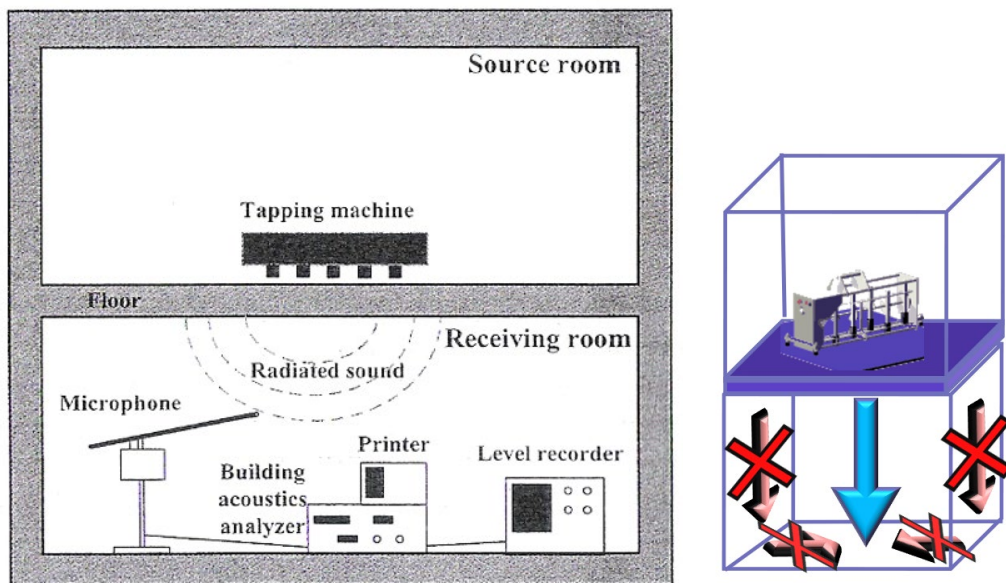 Source room
Tapping machine
Floor
Receiving room
Radiated sound
Microphone
Printer
Level recorder
Building
acoustics
analyzer